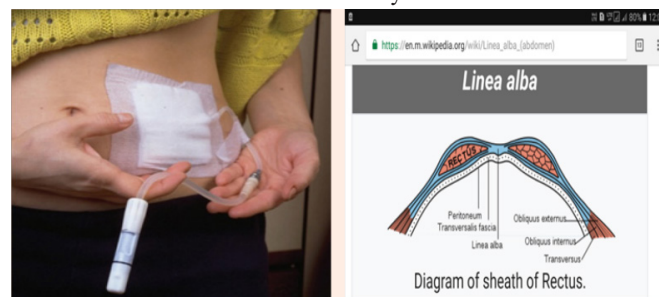 80% 12:
https://en.m.wikipedia.org/wiki/Linea_alba_(abdomen)
Linea alba
RECTUS
Peritoneum
Transversalis fascia
Linea alba
Obliquus externus
Obliquus internus
Transversus
Diagram of sheath of Rectus.